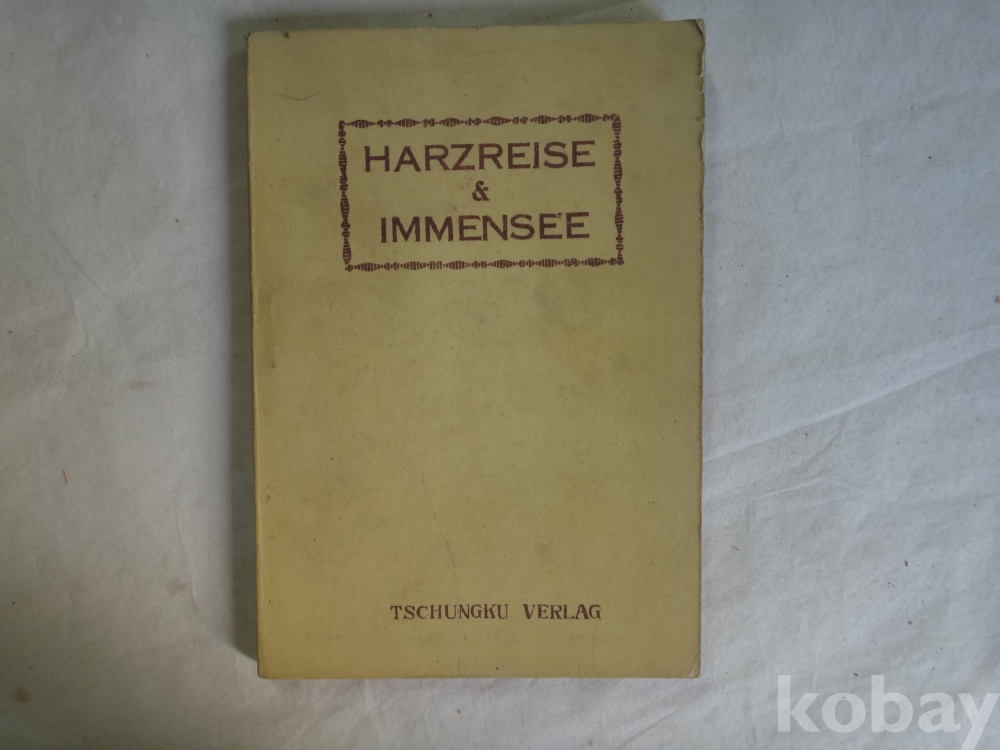 HARZREISE
&
IMMENSEE
TSCHUNGKU VERLAG
kobay